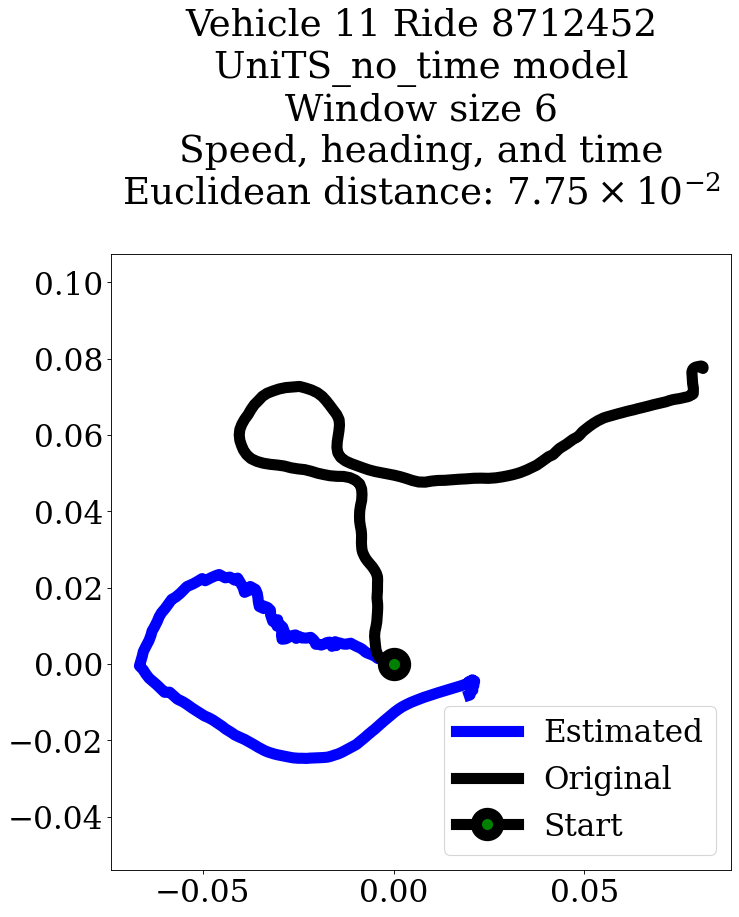 Vehicle 11 Ride 8712452
UniTS_no_time model
Window size 6
Speed, heading, and time
Euclidean distance: 7.75 × 10⁻²
0.10
0.08
0.06
0.04
0.02
0.00
−0.02
−0.04
Estimated
Original
Start
−0.05 0.00 0.05